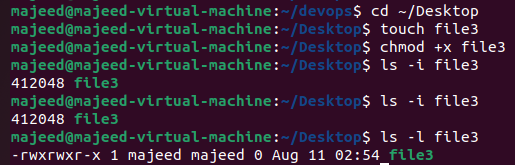 majeed@majeed-virtual-machine:~/devops$ cd ~/Desktop
majeed@majeed-virtual-machine:~/Desktop$ touch file3
majeed@majeed-virtual-machine:~/Desktop$ chmod +x file3
majeed@majeed-virtual-machine:~/Desktop$ ls -i file3
412048 file3
majeed@majeed-virtual-machine:~/Desktop$ ls -i file3
412048 file3
majeed@majeed-virtual-machine:~/Desktop$ ls -l file3
-rwxrwxr-x 1 majeed majeed 0 Aug 11 02:54 file3